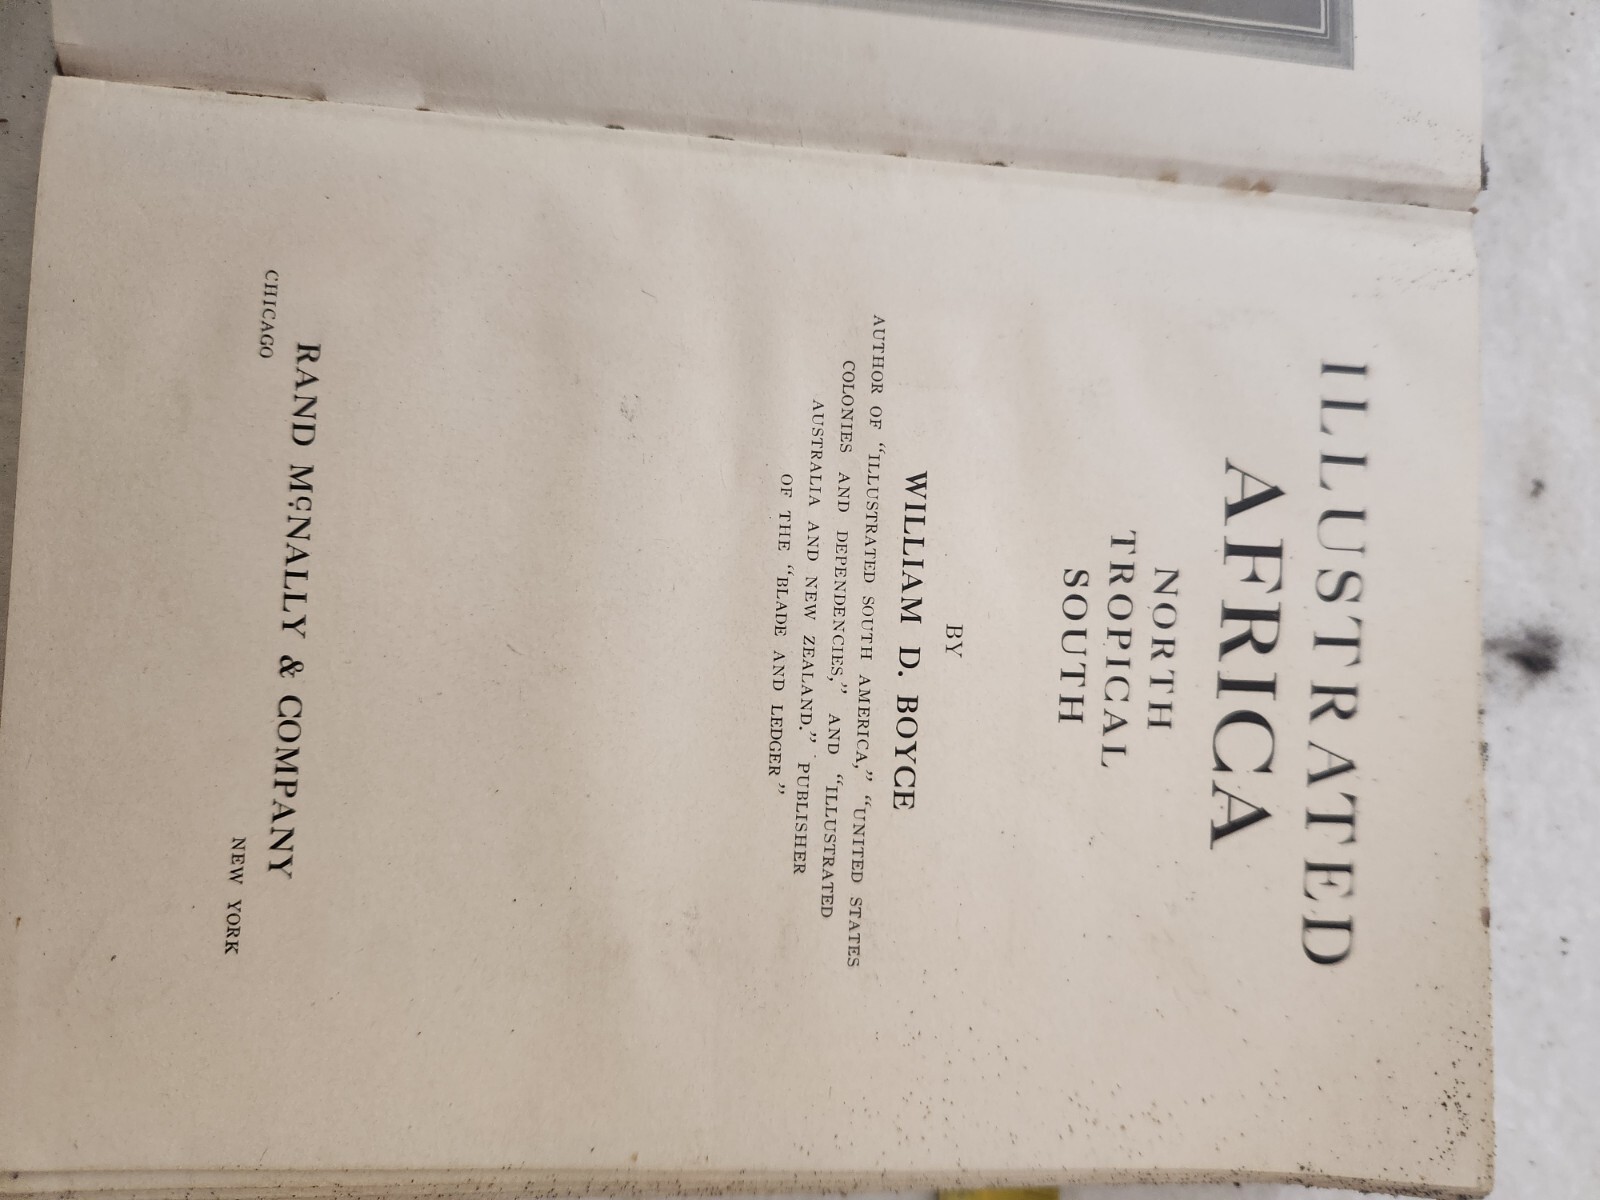 ILLUSTRATED
AFRICA
NORTH
TROPICAL
SOUTH
BY
WILLIAM D. BOYCE
AUTHOR OF "ILLUSTRATED SOUTH AMERICA," "UNITED STATES
COLONIES AND DEPENDENCIES," AND "ILLUSTRATED
AUSTRALIA AND NEW ZEALAND." PUBLISHER
OF THE "BLADE AND LEDGER"
RAND McNALLY & COMPANY
CHICAGO NEW YORK